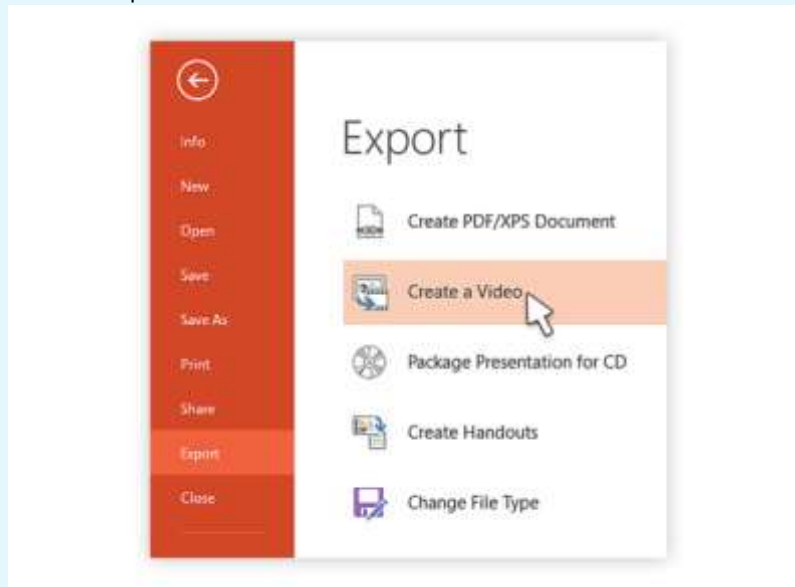 Info
New
Open
Save
Save As
Print
Share
Export
Close
Export
Create PDF/XPS Document
Create a Video
Package Presentation for CD
Create Handouts
Change File Type